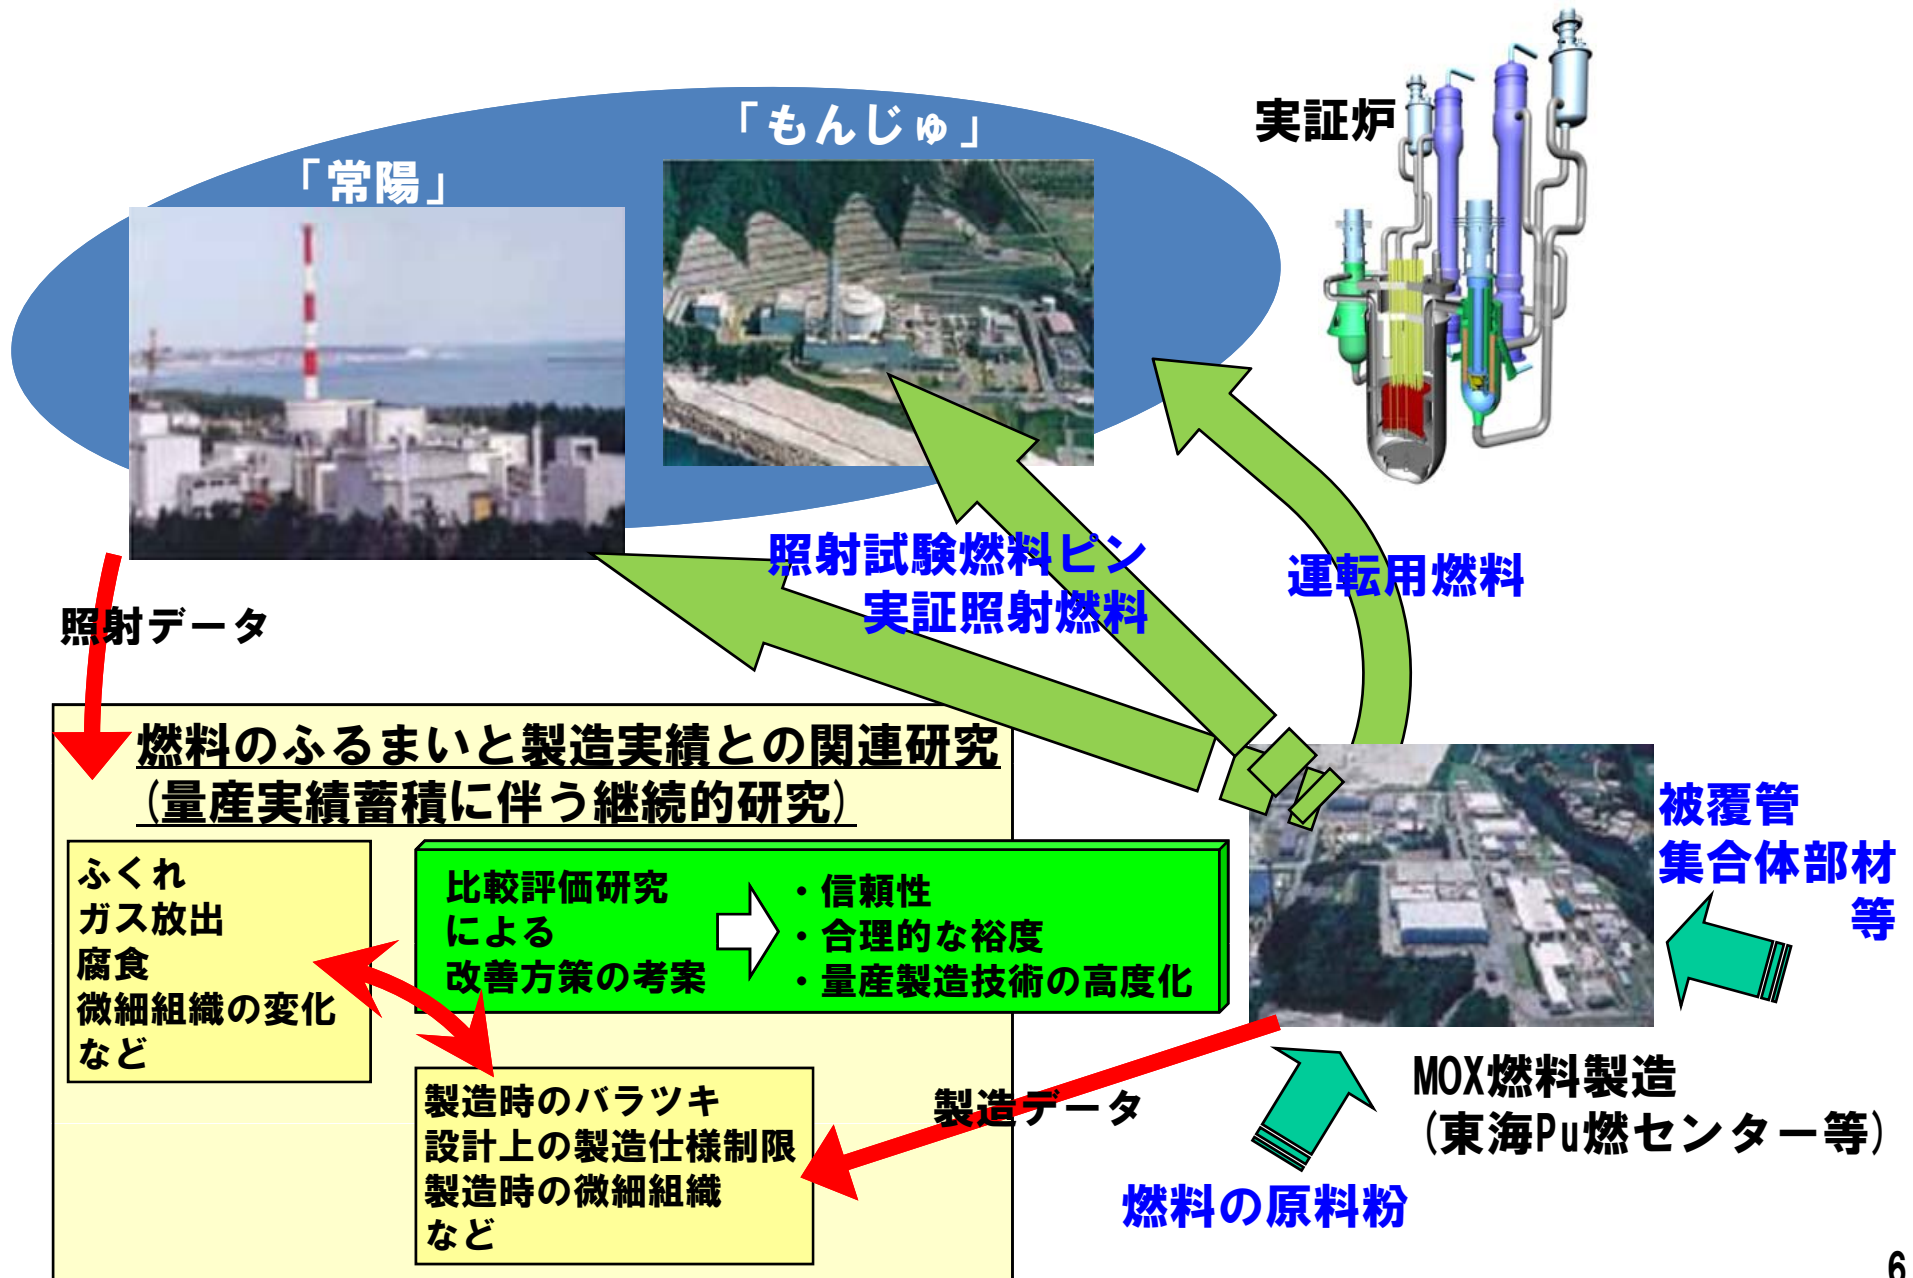 「もんじゅ」
「常陽」
実証炉
照射試験燃料ピン
実証照射燃料
運転用燃料
照射データ
燃料のふるまいと製造実績との関連研究
(量産実績蓄積に伴う継続的研究)
ふくれ
ガス放出
腐食
微細組織の変化
など
比較評価研究
による
改善方策の考案
・信頼性
・合理的な裕度
・量産製造技術の高度化
製造時のバラツキ
設計上の製造仕様制限
製造時の微細組織
など
製造データ
被覆管
集合体部材
等
MOX燃料製造
(東海Pu燃センター等)
燃料の原料粉
6